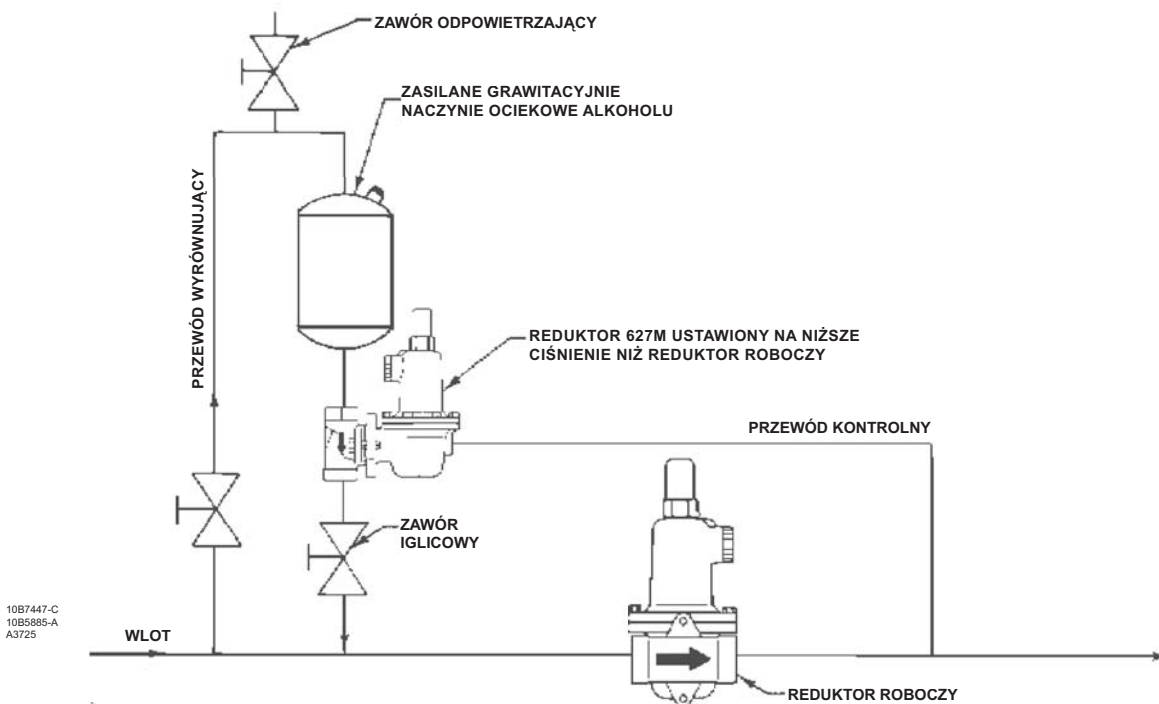 ZAWÓR ODPOWIETRZAJĄCY
ZASILANE GRAWITACYJNIE
NACZYNIE OCIEKOWE ALKOHOLU
PRZEWÓD WYRÓWNUJĄCY
REDUKTOR 627M USTAWIONY NA NIŻSZE
CIŚNIENIE NIŻ REDUKTOR ROBOCZY
PRZEWÓD KONTROLNY
ZAWÓR
IGLICOWY
10B7447-C
10B5885-A
A3725
WLOT
REDUKTOR ROBOCZY